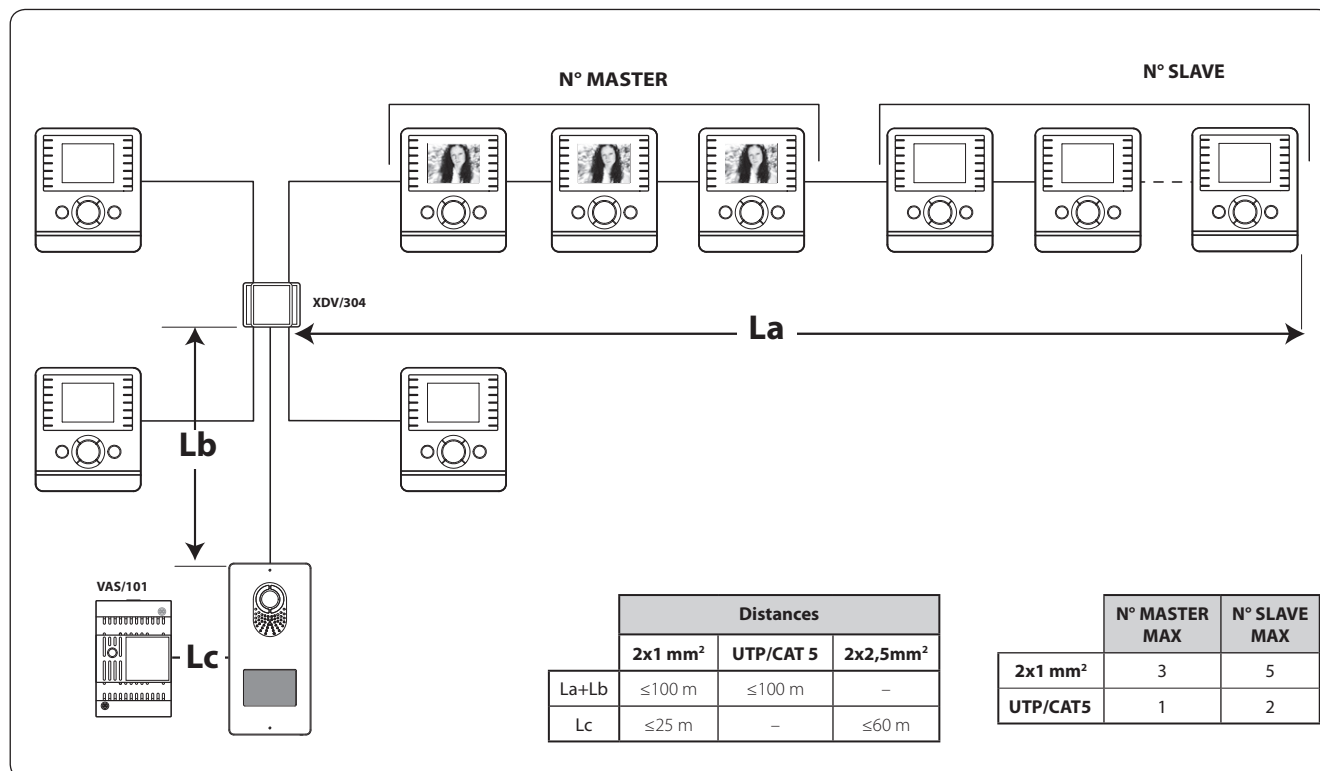 N° MASTER
N° SLAVE
XDV/304
La
Lb
VAS/101
Lc
Distances
2x1 mm² UTP/CAT 5 2x2,5mm²
La+Lb ≤100 m ≤100 m –
Lc ≤25 m – ≤60 m
N° MASTER MAX N° SLAVE MAX
2x1 mm² 3 5
UTP/CAT5 1 2